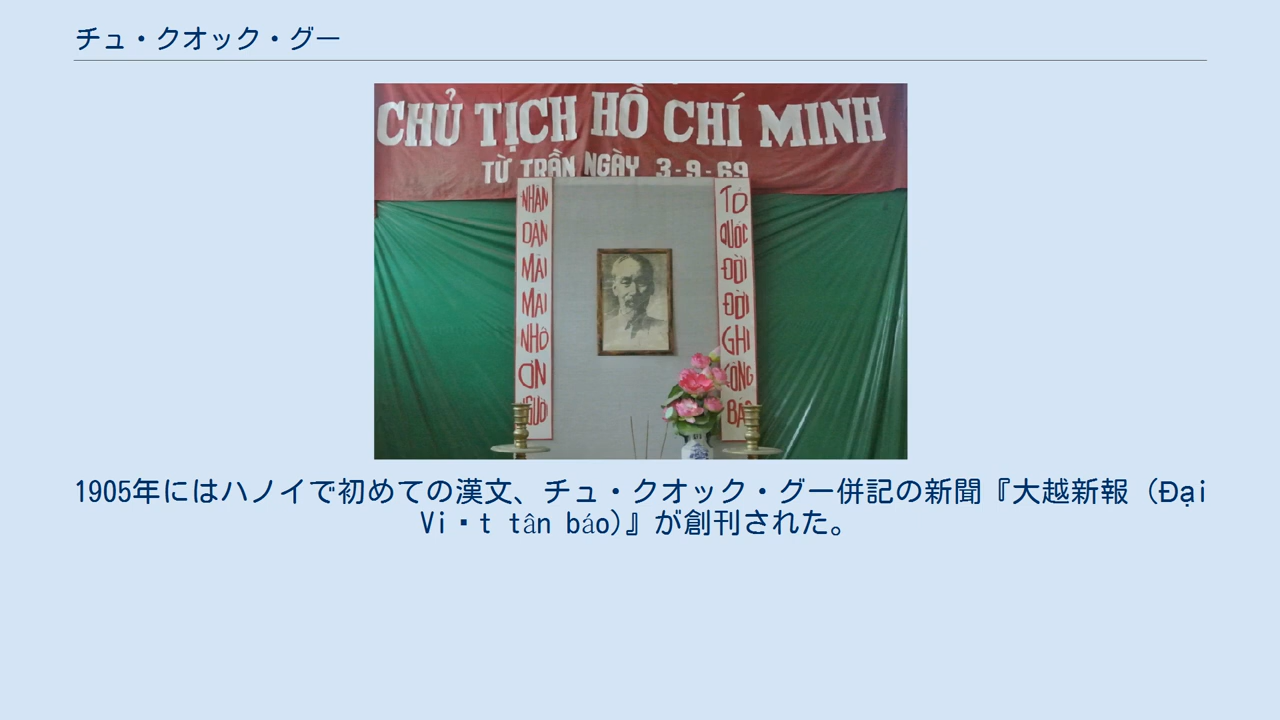 チュ・クオック・グー
CHỦ TỊCH HỒ CHÍ MINH
TỪ TRẦN NGÀY 3-9-69
NHÂN
DÂN
MÃI
MÃI
NHỚ
ƠN
NGƯỜI
TỔ
QUỐC
ĐỜI
ĐỜI
GHI
CÔNG
BÁC
1905年にはハノイで初めての漢文、チュ・クオック・グー併記の新聞『大越新報（Đại
Vi▪t tân báo)』が創刊された。